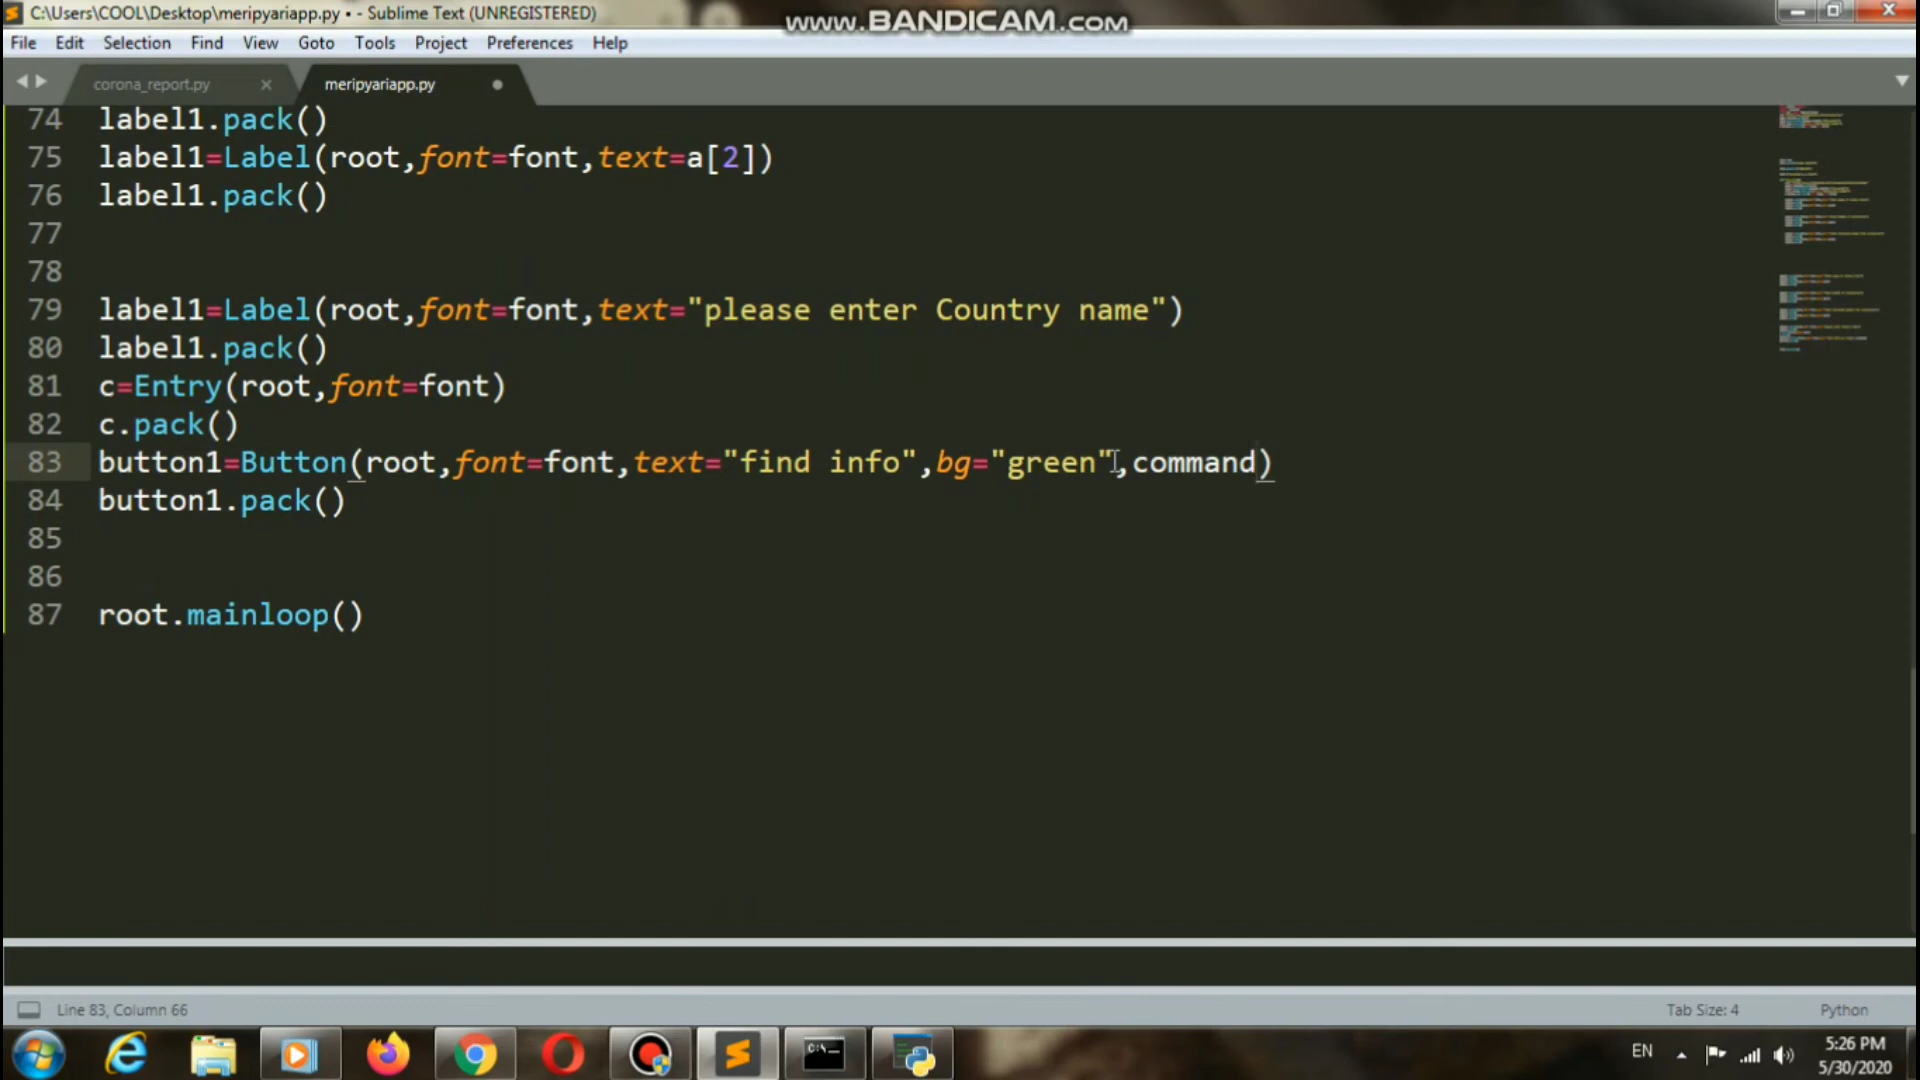 C:\Users\COOL\Desktop\meripyariapp.py • - Sublime Text (UNREGISTERED)
www.BANDICAM.com
File Edit Selection Find View Goto Tools Project Preferences Help
corona_report.py × meripyariapp.py
74 label1.pack()
75 label1=Label(root,font=font,text=a[2])
76 label1.pack()
77
78
79 label1=Label(root,font=font,text="please enter Country name")
80 label1.pack()
81 c=Entry(root,font=font)
82 c.pack()
83 button1=Button(root,font=font,text="find info",bg="green",command)
84 button1.pack()
85
86
87 root.mainloop()
Line 83, Column 66
Tab Size: 4
Python
EN
5:26 PM
5/30/2020